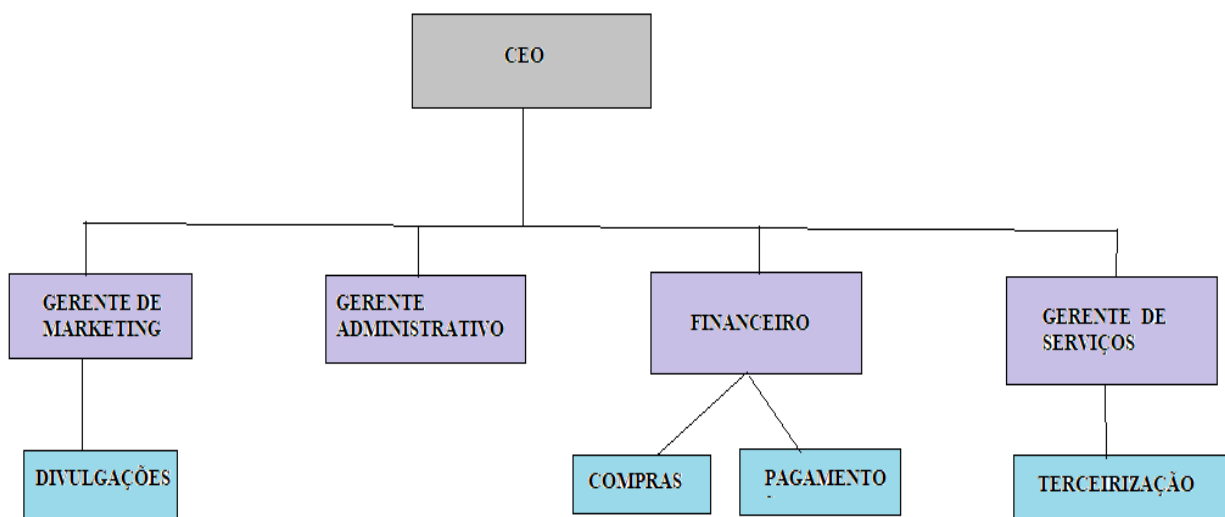 CEO
GERENTE DE
MARKETING
GERENTE
ADMINISTRATIVO
FINANCEIRO
GERENTE DE
SERVIÇOS
DIVULGAÇÕES
COMPRAS
PAGAMENTO
TERCEIRIZAÇÃO